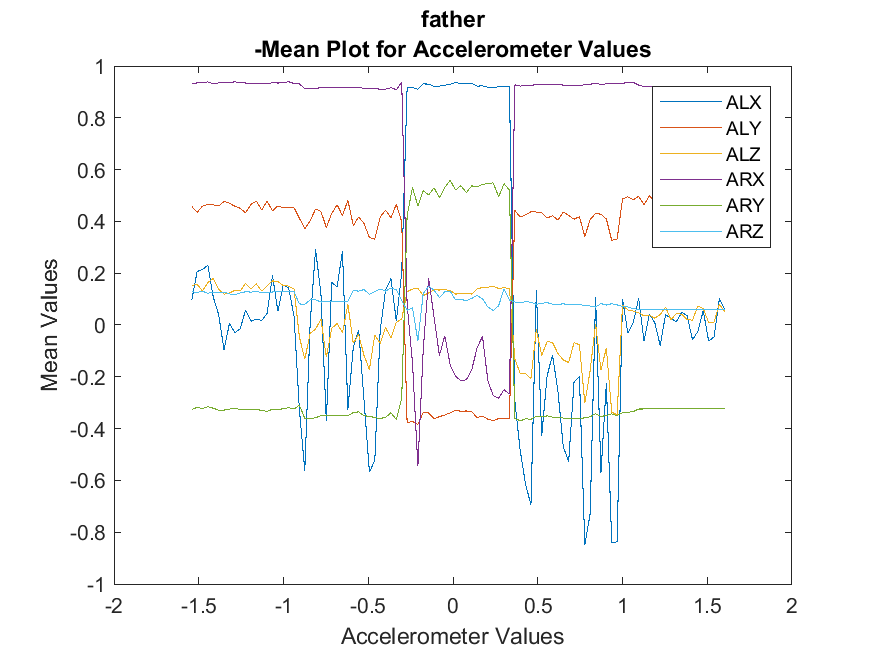 father
-Mean Plot for Accelerometer Values
1
0.8
0.6
0.4
0.2
0
-0.2
-0.4
-0.6
-0.8
-1
Mean Values
ALX
ALY
ALZ
ARX
ARY
ARZ
-2 -1.5 -1 -0.5 0 0.5 1 1.5 2
Accelerometer Values